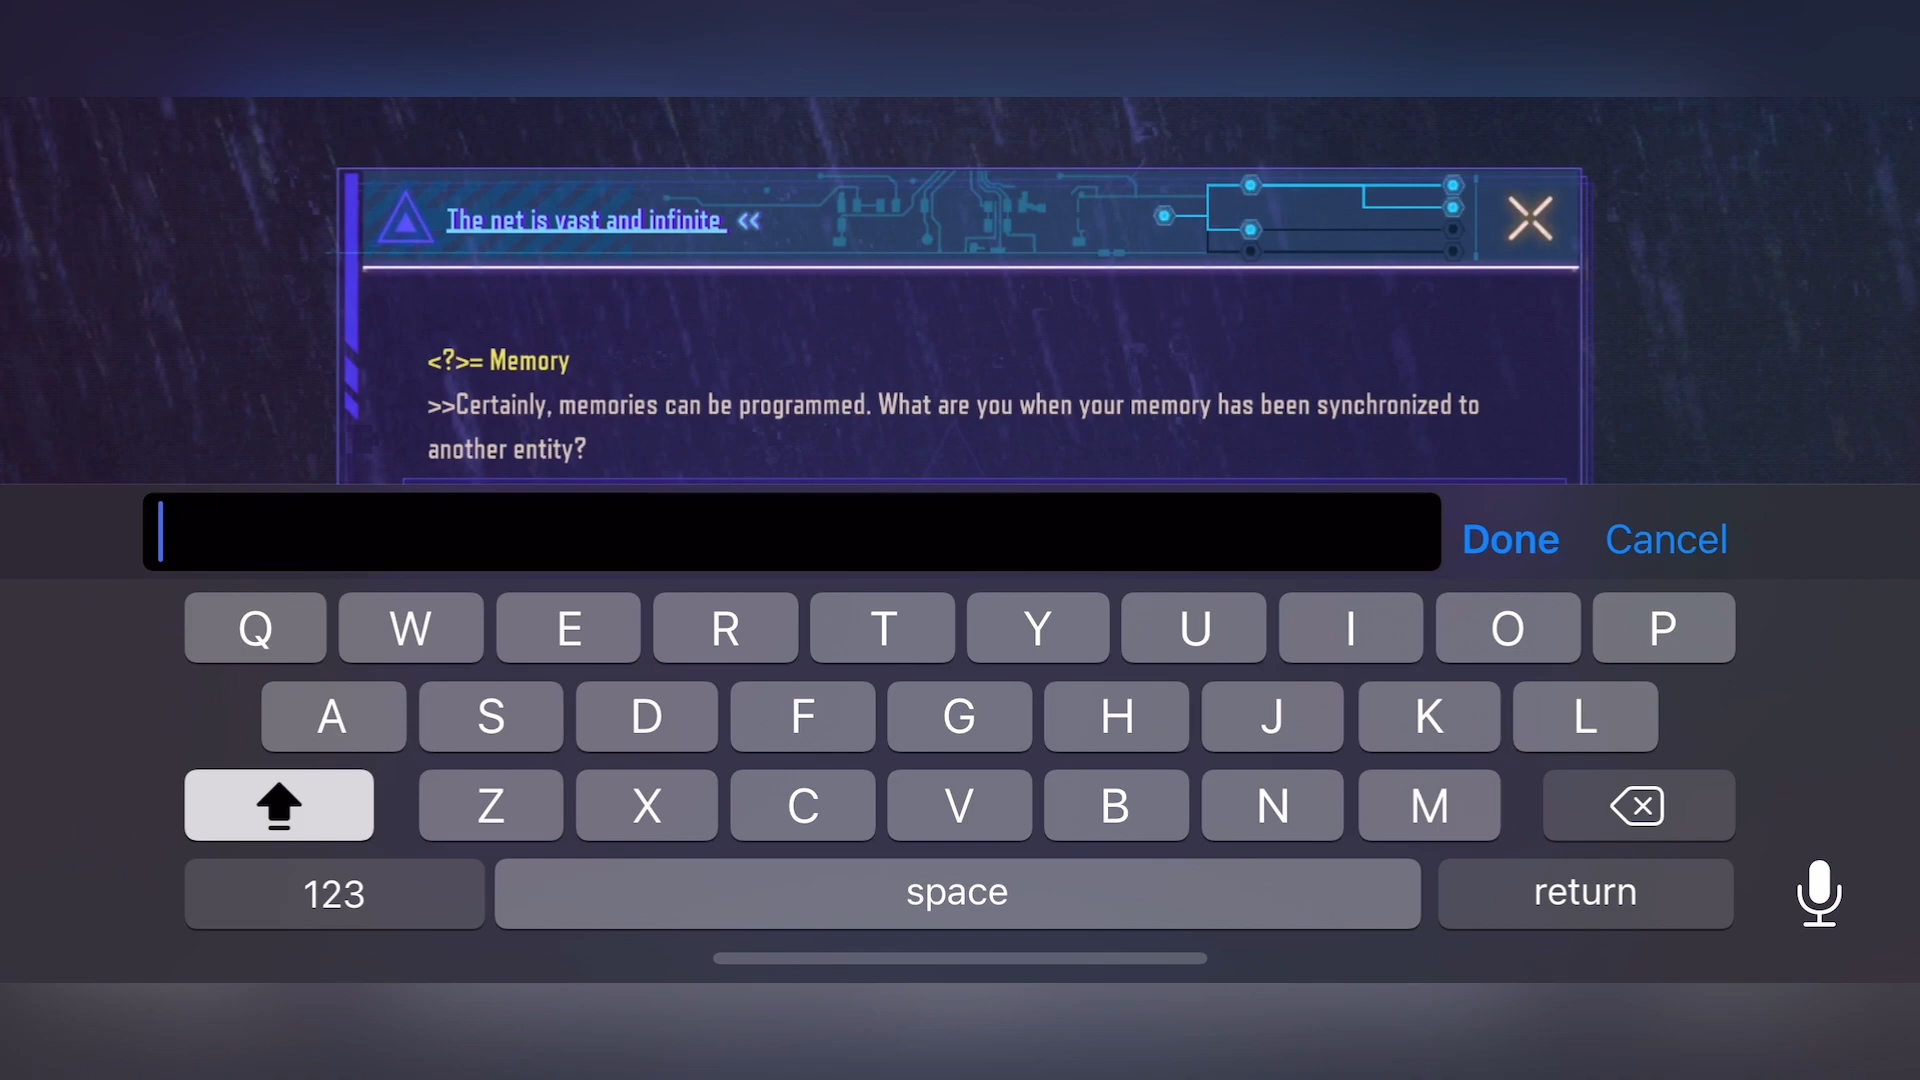 The net is vast and infinite «
<?>= Memory
>>Certainly, memories can be programmed. What are you when your memory has been synchronized to
another entity?
Done Cancel
Q W E R T Y U I O P
A S D F G H J K L
Z X C V B N M
123 space return